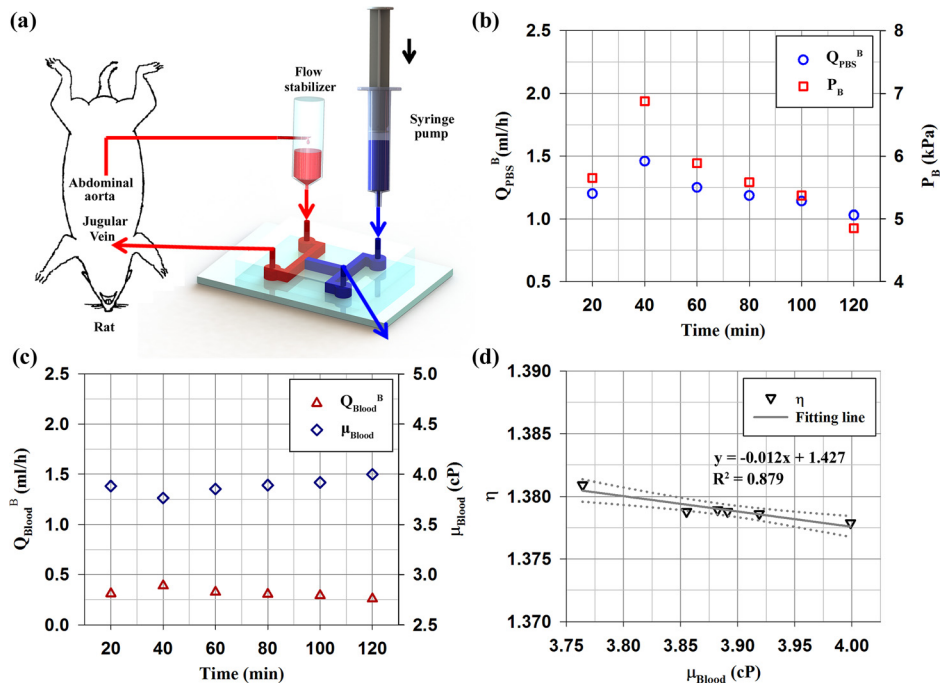 (a)
Flow
stabilizer
Syringe
pump
Abdominal
aorta
Jugular
Vein
Rat
(b)
2.5
2.0
1.5
1.0
0.5
Q_PBS^B (ml/h)
Q_PBS^B
P_B
8
7
6
5
4
P_B (kPa)
20 40 60 80 100 120
Time (min)
(c)
2.5
2.0
1.5
1.0
0.5
0.0
Q_Blood^B (ml/h)
Q_Blood^B
μ_Blood
5.0
4.5
4.0
3.5
3.0
2.5
μ_Blood (cP)
20 40 60 80 100 120
Time (min)
(d)
1.390
1.385
1.380
1.375
1.370
η
η
Fitting line
y = -0.012x + 1.427
R² = 0.879
3.75 3.80 3.85 3.90 3.95 4.00
μ_Blood (cP)